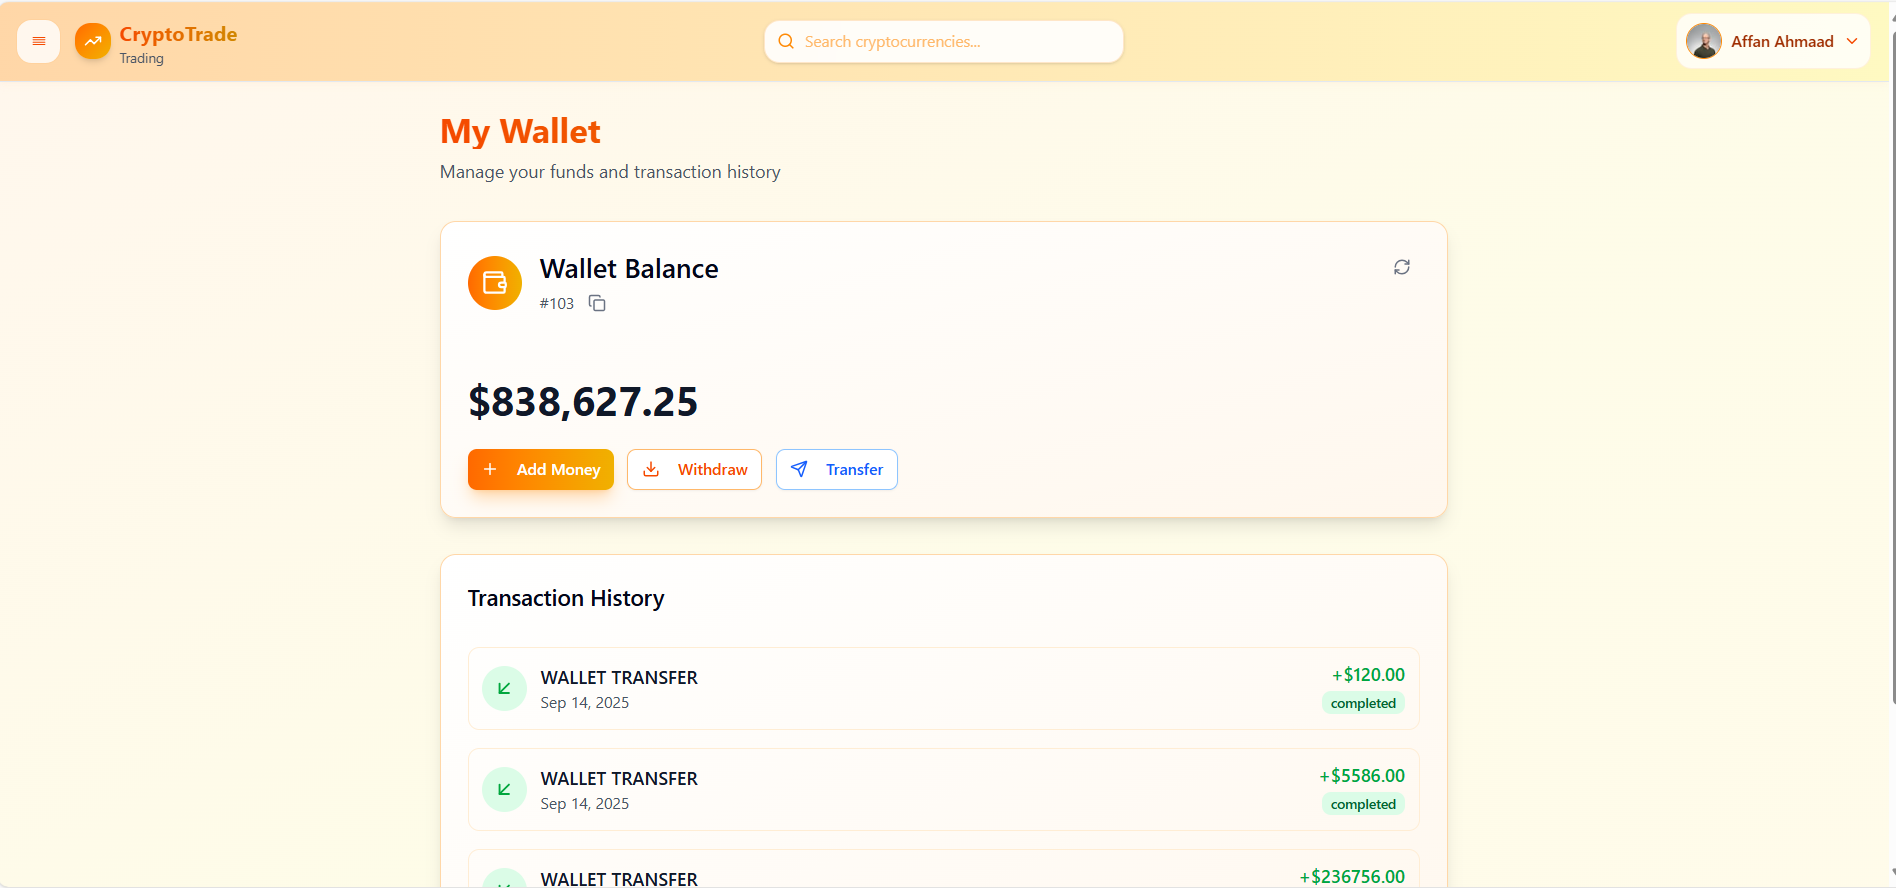 CryptoTrade
Trading
Search cryptocurrencies...
Affan Ahmaad
My Wallet
Manage your funds and transaction history
Wallet Balance
#103
$838,627.25
Add Money
Withdraw
Transfer
Transaction History
WALLET TRANSFER
+$120.00
Sep 14, 2025
completed
WALLET TRANSFER
+$5586.00
Sep 14, 2025
completed
WALLET TRANSFER
+$236756.00